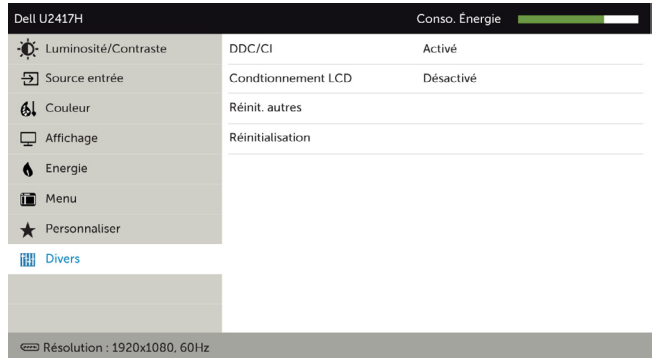 Dell U2417H Conso. Énergie
Luminosité/Contraste DDC/CI Activé
Source entrée Condtionnement LCD Désactivé
Couleur Réinit. autres
Affichage Réinitialisation
Energie
Menu
Personnaliser
Divers
Résolution : 1920x1080, 60Hz